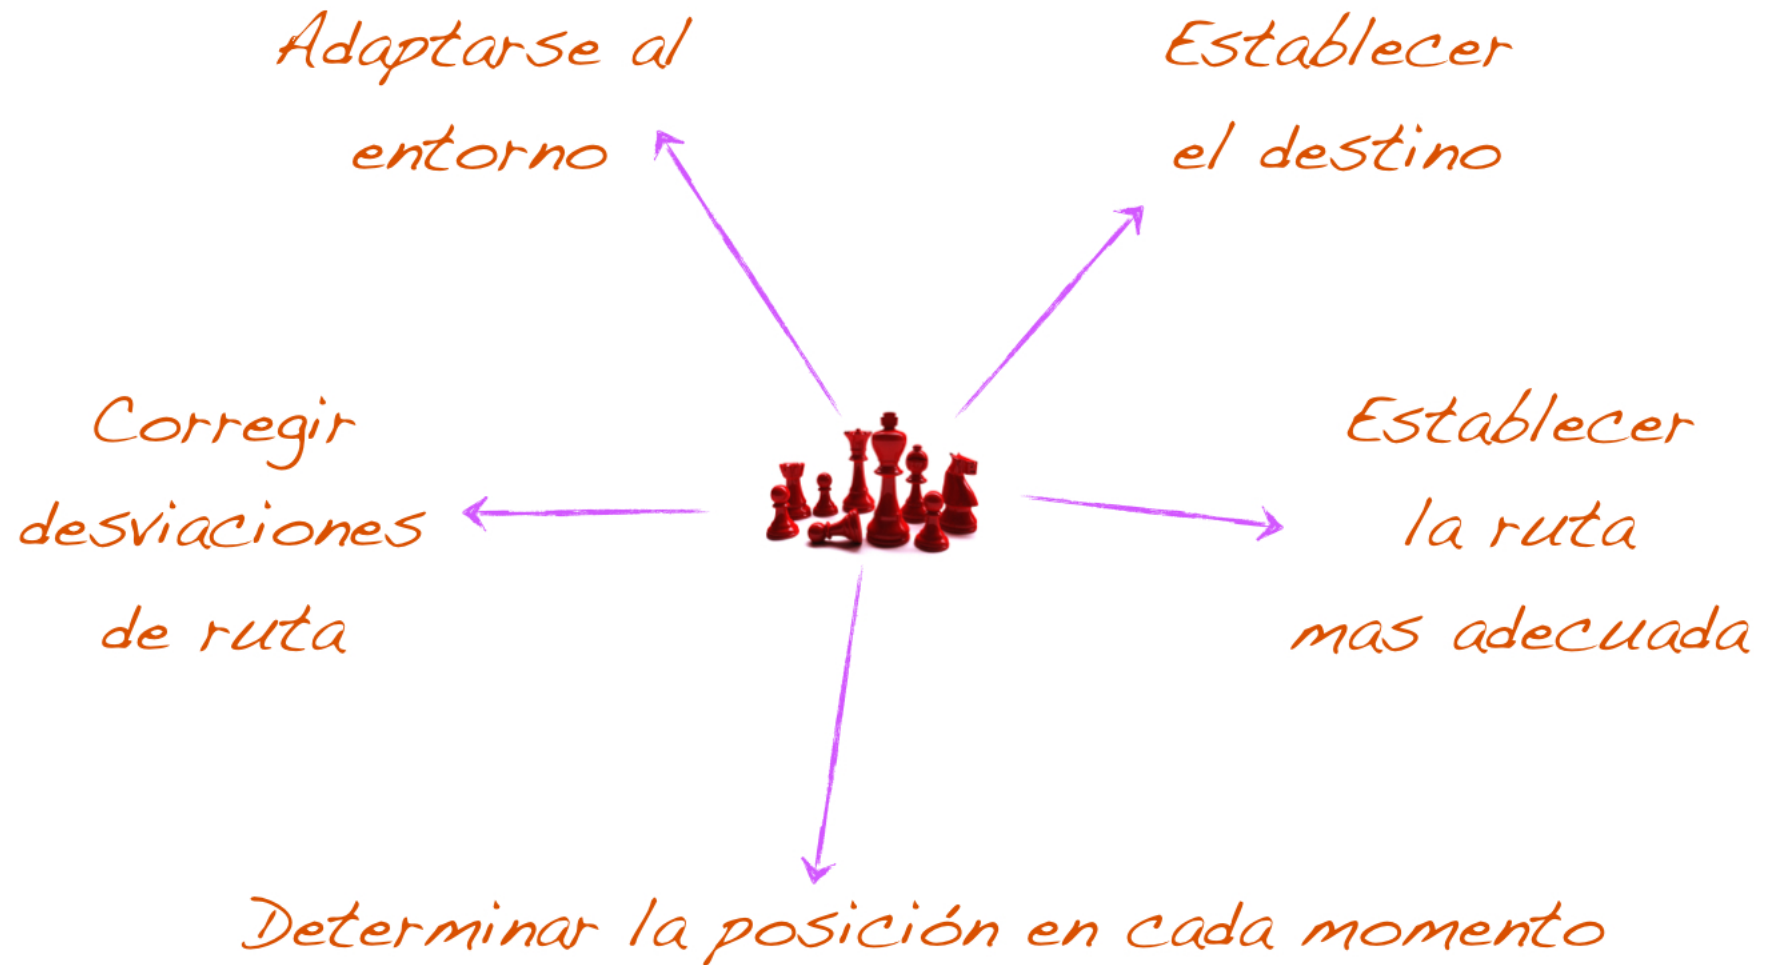 Adaptarse al
entorno
Establecer
el destino
Corregir
desviaciones
de ruta
Establecer
la ruta
mas adecuada
Determinar la posición en cada momento